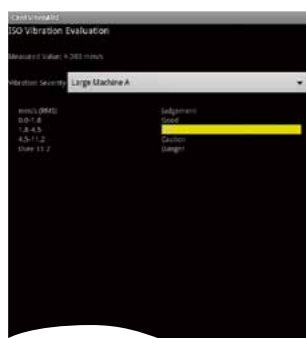 ISO Vibration Evaluation
Measured Value: 4.383 mm/s
Vibration Severity Large Machine A
mm/s (RMS) Judgement
0.0-1.8 Good
1.8-4.5
4.5-11.2 Caution
Over 11.2 Danger